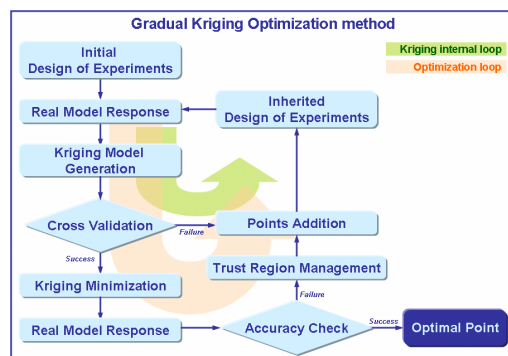 Gradual Kriging Optimization method
Initial
Design of Experiments
Kriging internal loop
Optimization loop
Real Model Response
Inherited
Design of Experiments
Kriging Model
Generation
Cross Validation
Failure
Points Addition
Success
Trust Region Management
Kriging Minimization
Failure
Real Model Response
Accuracy Check
Success
Optimal Point